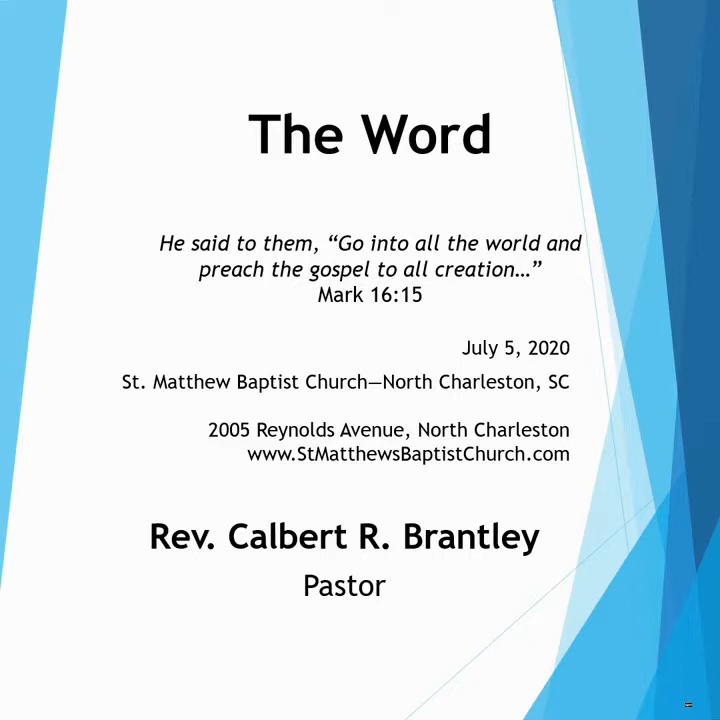 The Word
He said to them, “Go into all the world and
preach the gospel to all creation…”
Mark 16:15
July 5, 2020
St. Matthew Baptist Church—North Charleston, SC
2005 Reynolds Avenue, North Charleston
www.StMatthewsBaptistChurch.com
Rev. Calbert R. Brantley
Pastor